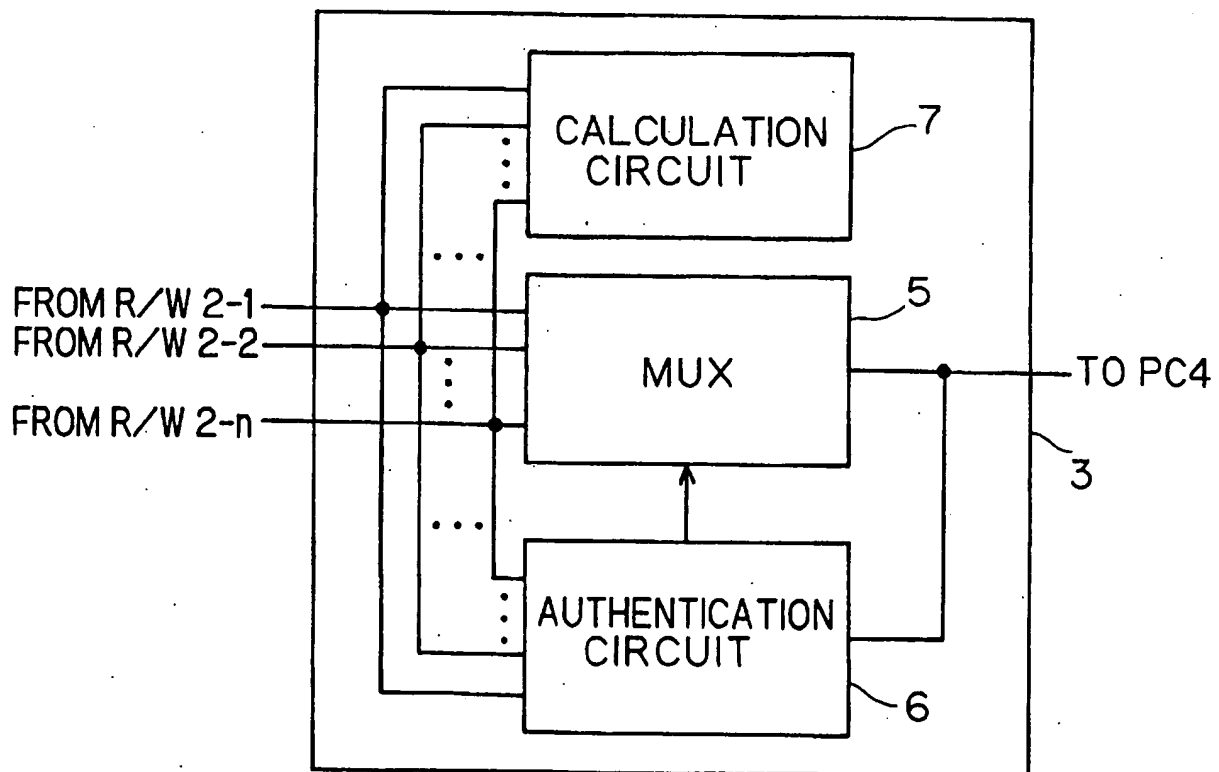 CALCULATION
CIRCUIT
7
FROM R/W 2-1
FROM R/W 2-2
FROM R/W 2-n
MUX
5
TO PC4
3
AUTHENTICATION
CIRCUIT
6